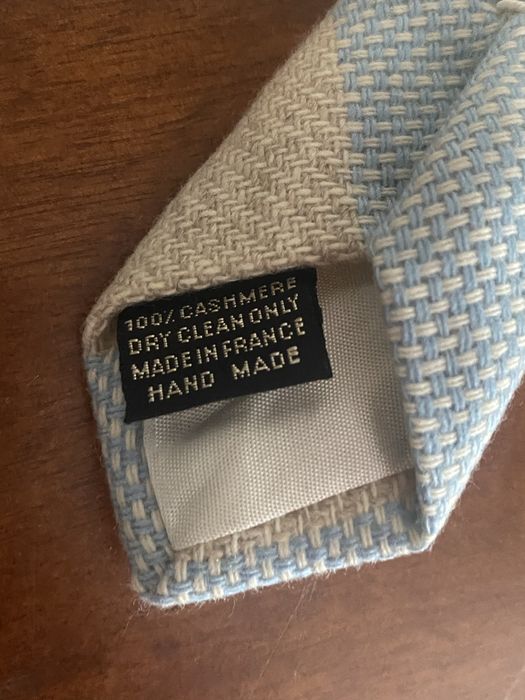 100% CASHMERE
DRY CLEAN ONLY
MADE IN FRANCE
HAND MADE